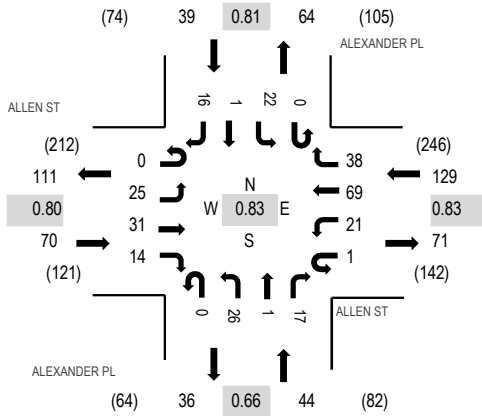 (74) 39 0.81 64 (105)
ALEXANDER PL
ALLEN ST
16 1 22 0
(212) (246)
111 0 38 129
25 N 69
0.80 W 0.83 E 0.83
70 31 S 21 71
14 1
(121) (142)
0 26 1 17
ALLEN ST
ALEXANDER PL
(64) 36 0.66 44 (82)